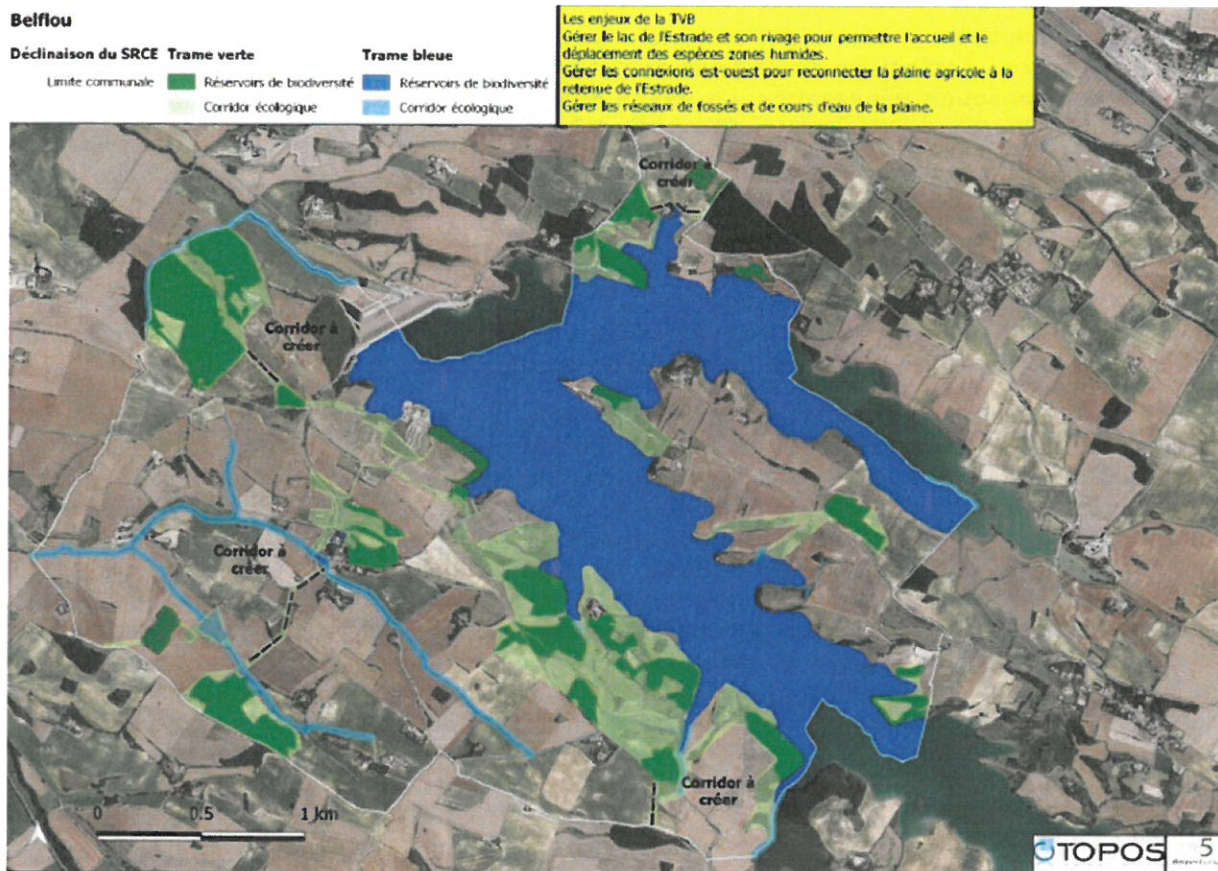 Belflou
Déclinaison du SRCE Trame verte Trame bleue
Limite communale Réservoirs de biodiversité Réservoirs de biodiversité
Corridor écologique Corridor écologique
Les enjeux de la TVB
Gérer le lac de l'Estrade et son rivage pour permettre l'accueil et le
déplacement des espèces zones humides.
Gérer les connexions est-ouest pour reconnecter la plaine agricole à la
retenue de l'Estrade.
Gérer les réseaux de fossés et de cours d'eau de la plaine.
Corridor à
créer
Corridor à
créer
Corridor à
créer
Corridor à
créer
0 0.5 1 km
TOPOS 5